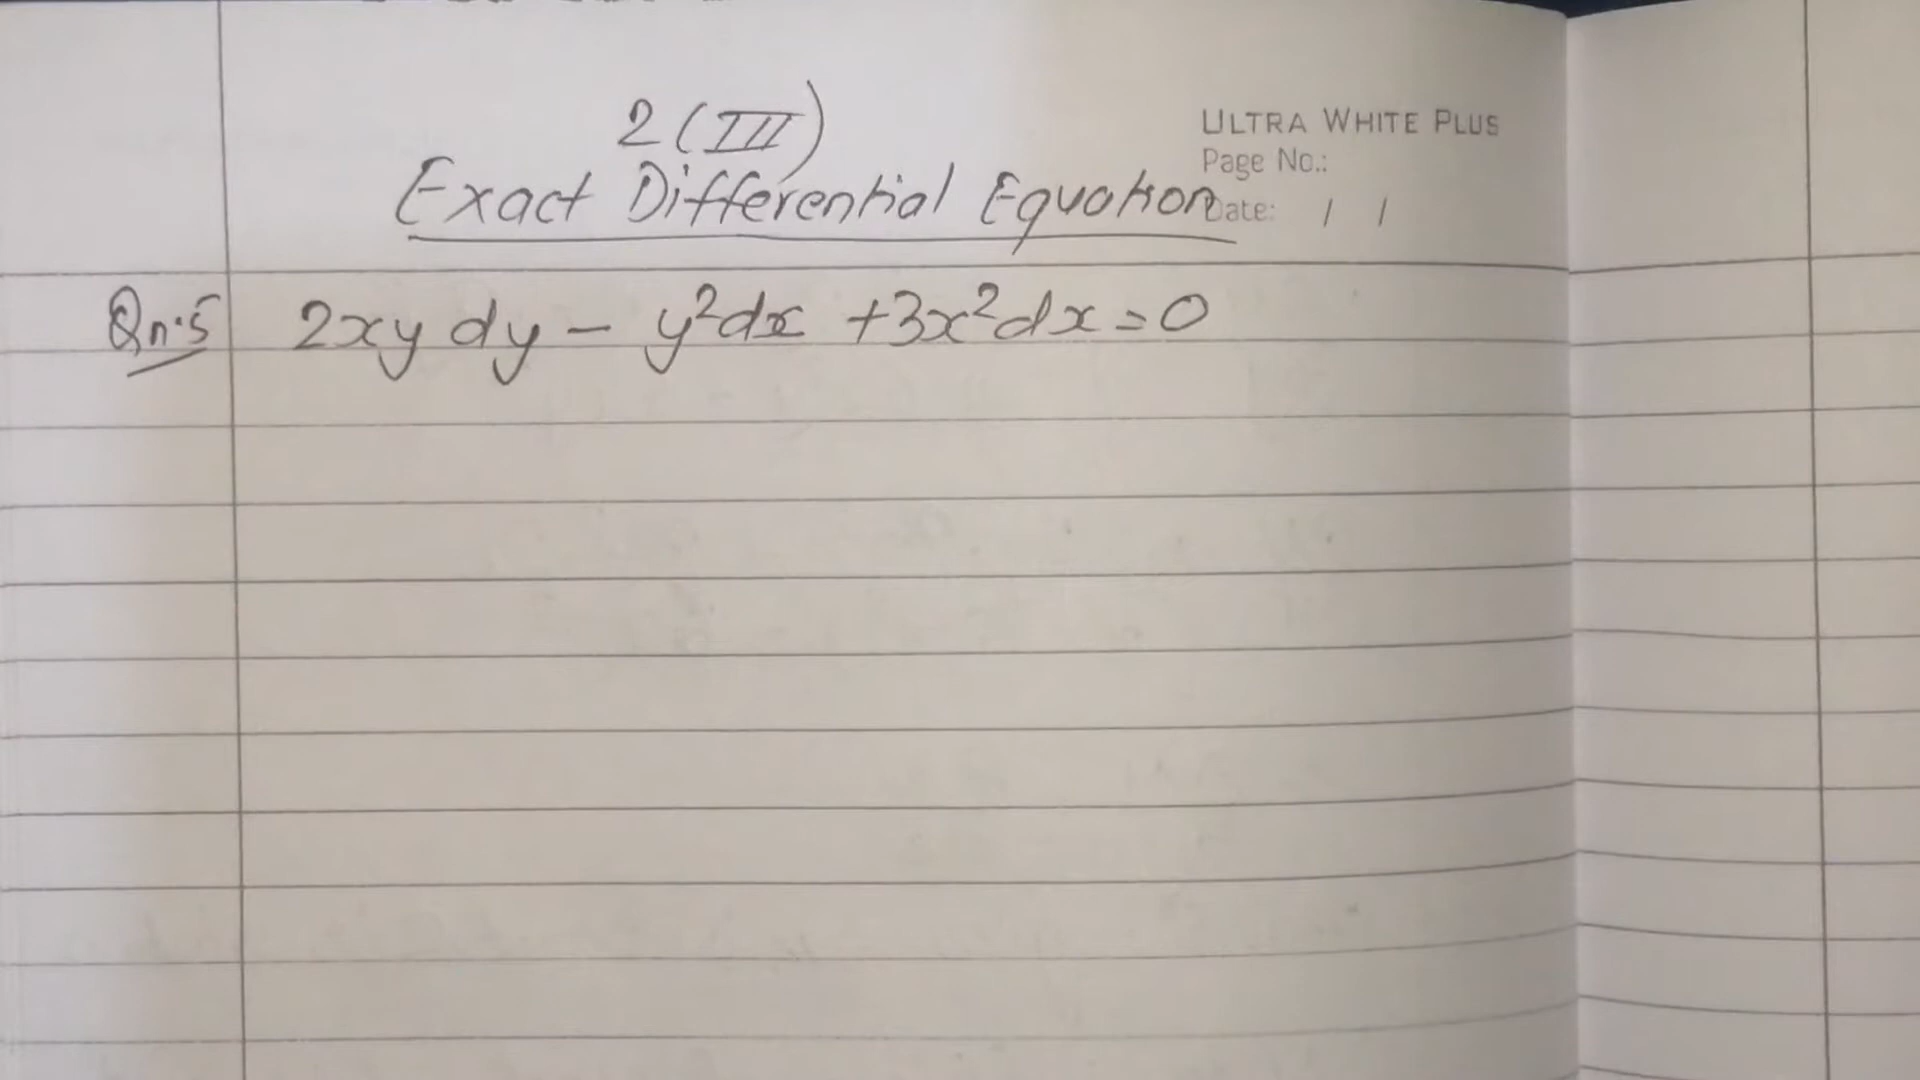 2 (III)
ULTRA WHITE PLUS
Page No.:
Exact Differential Equation
Date: / /
Qn.5 2xy dy - y²dx + 3x²dx = 0